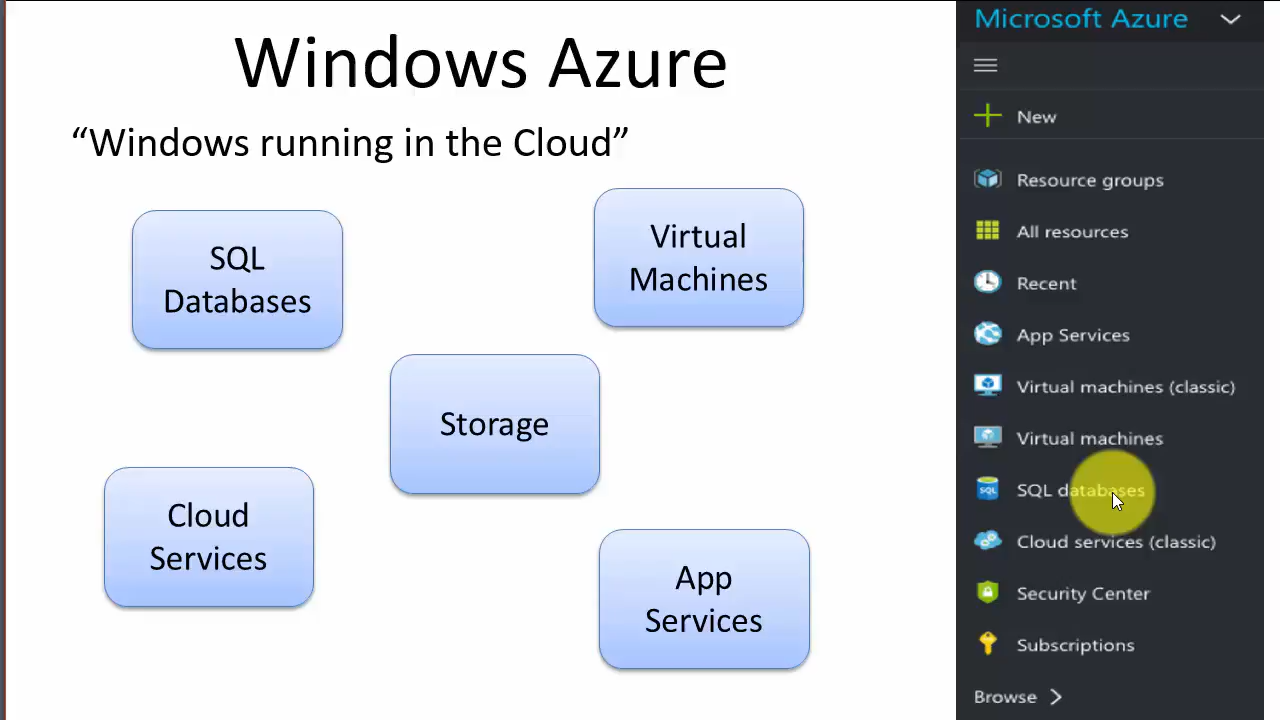 Windows Azure
“Windows running in the Cloud”
SQL
Databases
Virtual
Machines
Storage
Cloud
Services
App
Services
Microsoft Azure
New
Resource groups
All resources
Recent
App Services
Virtual machines (classic)
Virtual machines
SQL databases
Cloud services (classic)
Security Center
Subscriptions
Browse